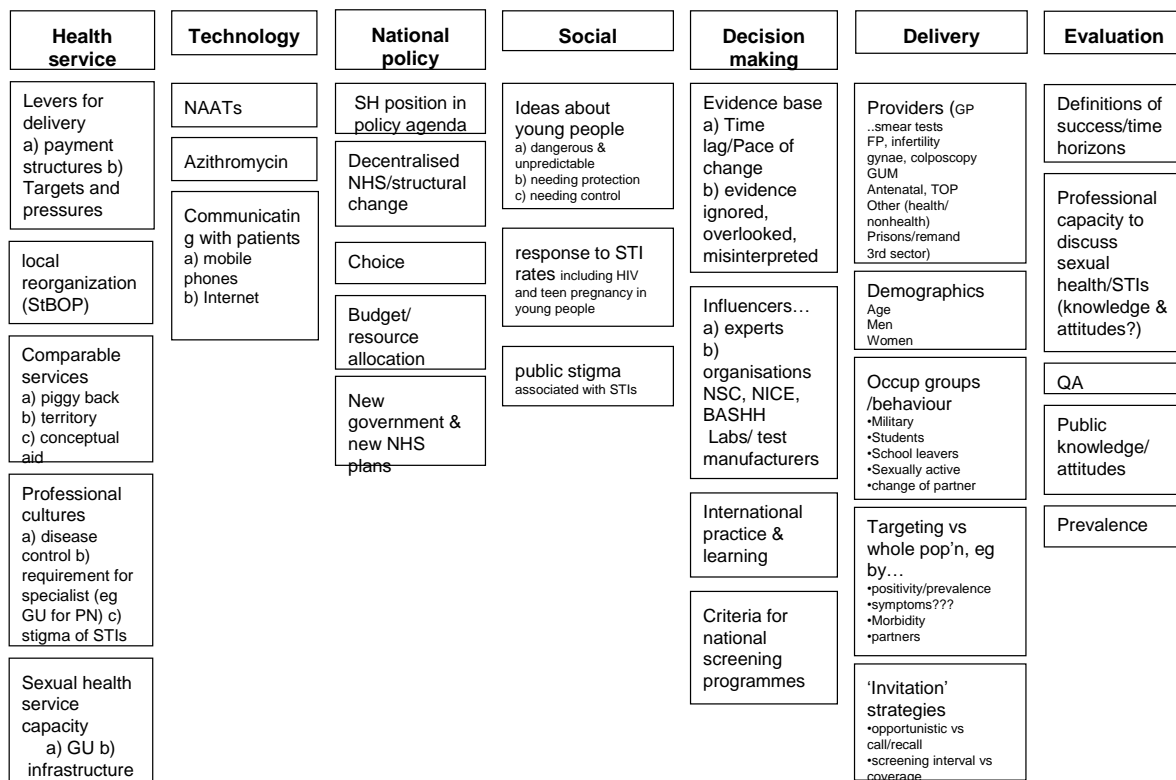 Health
service
Levers for
delivery
a) payment
structures b)
Targets and
pressures
local
reorganization
(StBOP)
Comparable
services
a) piggy back
b) territory
c) conceptual
aid
Professional
cultures
a) disease
control b)
requirement for
specialist (eg
GU for PN) c)
stigma of STIs
Sexual health
service
capacity
a) GU b)
infrastructure
Technology
NAATs
Azithromycin
Communicatin
g with patients
a) mobile
phones
b) Internet
National
policy
SH position in
policy agenda
Decentralised
NHS/structural
change
Choice
Budget/
resource
allocation
New
government &
new NHS
plans
Social
Ideas about
young people
a) dangerous &
unpredictable
b) needing protection
c) needing control
response to STI
rates including HIV
and teen pregnancy in
young people
public stigma
associated with STIs
Decision
making
Evidence base
a) Time
lag/Pace of
change
b) evidence
ignored,
overlooked,
misinterpreted
Influencers…
a) experts
b)
organisations
NSC, NICE,
BASHH
Labs/ test
manufacturers
International
practice &
learning
Criteria for
national
screening
programmes
Delivery
Providers (GP
..smear tests
FP, infertility
gynae, colposcopy
GUM
Antenatal, TOP
Other (health/
nonhealth)
Prisons/remand
3rd sector)
Demographics
Age
Men
Women
Occup groups
/behaviour
•Military
•Students
•School leavers
•Sexually active
•change of partner
Targeting vs
whole pop’n, eg
by…
•positivity/prevalence
•symptoms???
•Morbidity
•partners
‘Invitation’
strategies
•opportunistic vs
call/recall
•screening interval vs
coverage
Evaluation
Definitions of
success/time
horizons
Professional
capacity to
discuss
sexual
health/STIs
(knowledge &
attitudes?)
QA
Public
knowledge/
attitudes
Prevalence